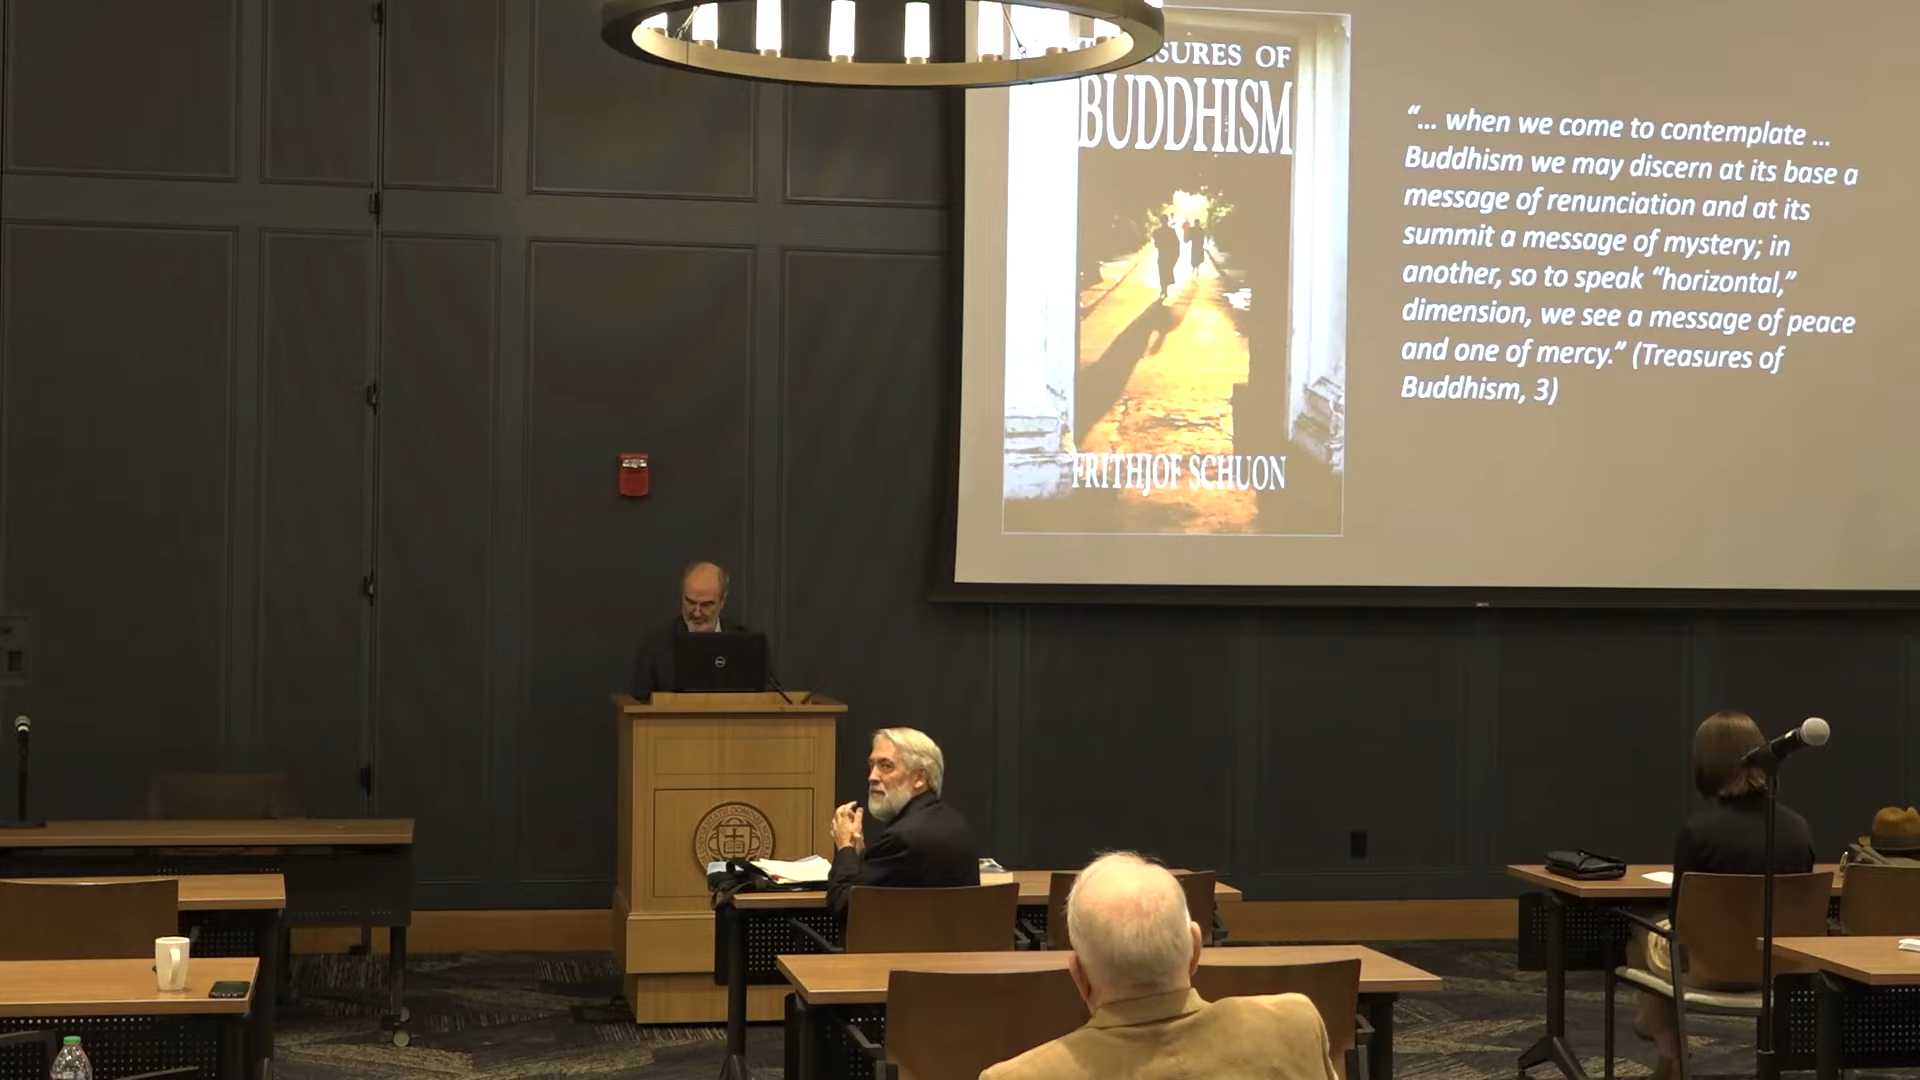 SURES OF
BUDDHISM
FRITHJOF SCHUON
“... when we come to contemplate ...
Buddhism we may discern at its base a
message of renunciation and at its
summit a message of mystery; in
another, so to speak “horizontal,”
dimension, we see a message of peace
and one of mercy.” (Treasures of
Buddhism, 3)
DELL